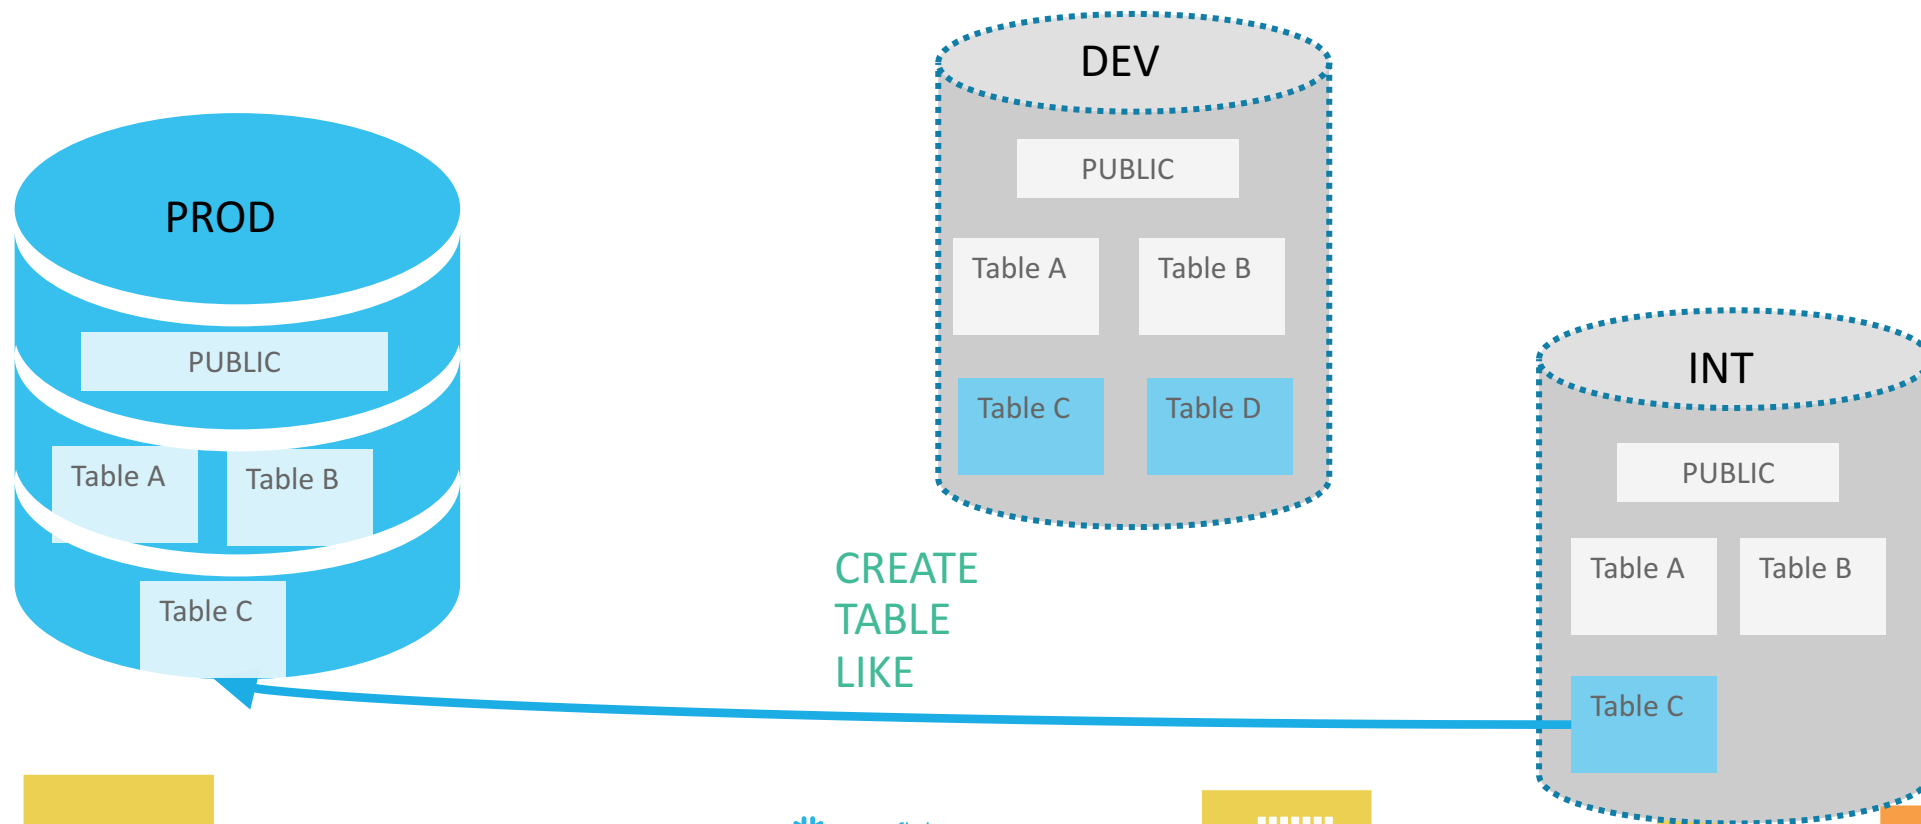 PROD
PUBLIC
Table A
Table B
Table C
DEV
PUBLIC
Table A
Table B
Table C
Table D
CREATE
TABLE
LIKE
INT
PUBLIC
Table A
Table B
Table C